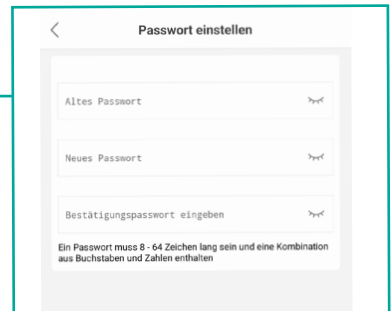 Passwort einstellen
Altes Passwort
Neues Passwort
Bestätigungspasswort eingeben
Ein Passwort muss 8 - 64 Zeichen lang sein und eine Kombination
aus Buchstaben und Zahlen enthalten